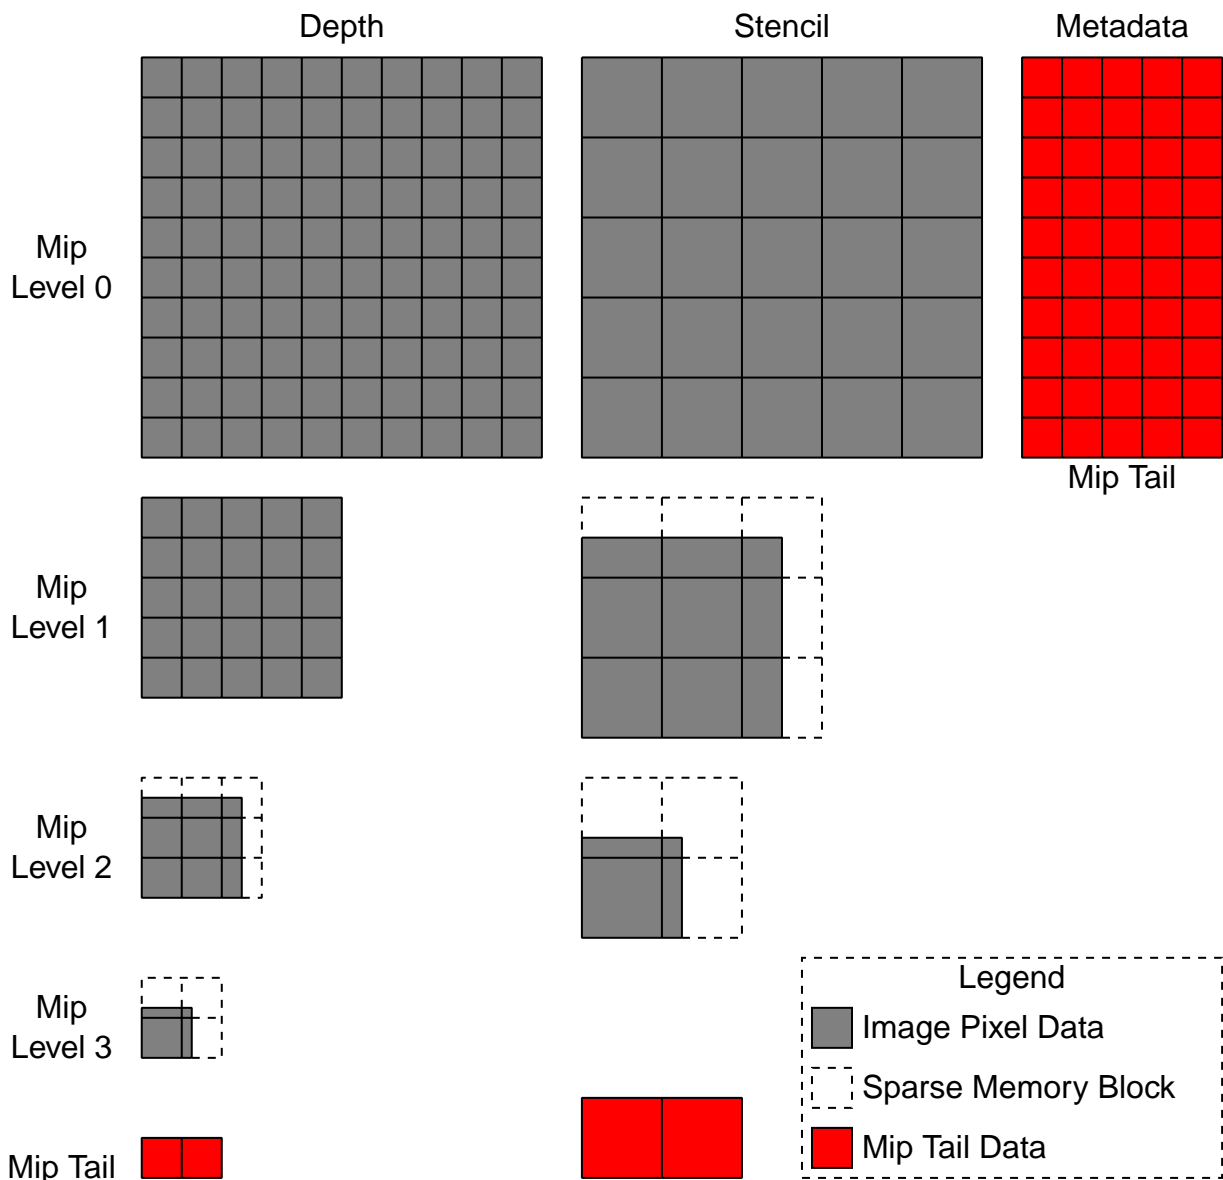 Depth
Stencil
Metadata
Mip
Level 0
Mip Tail
Mip
Level 1
Mip
Level 2
Mip
Level 3
Mip Tail
Legend
Image Pixel Data
Sparse Memory Block
Mip Tail Data